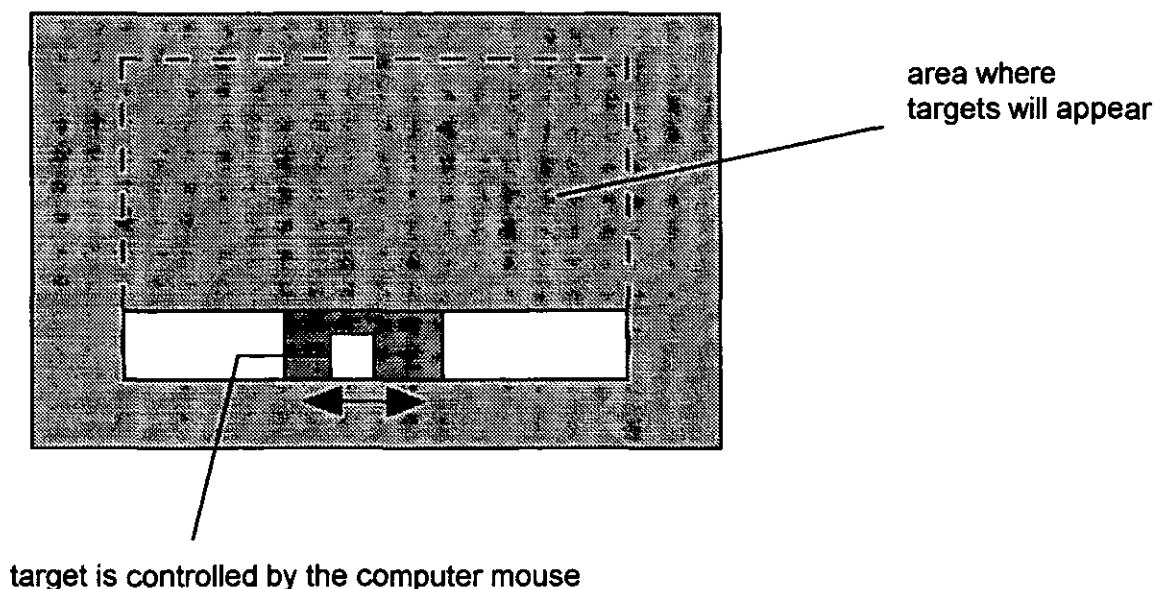 area where
targets will appear
target is controlled by the computer mouse